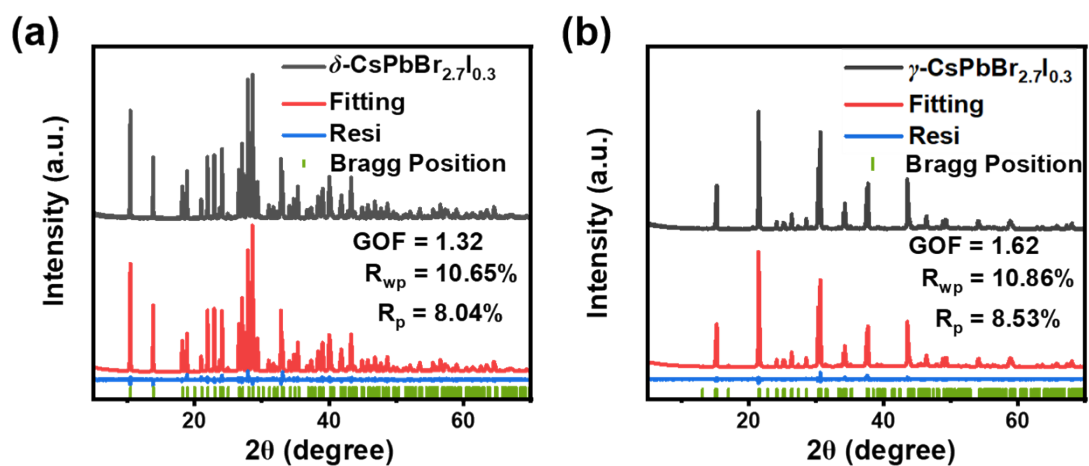 (a)
Intensity (a.u.)
δ-CsPbBr2.7I0.3
Fitting
Resi
Bragg Position
GOF = 1.32
Rwp = 10.65%
Rp = 8.04%
20 40 60
2θ (degree)
(b)
Intensity (a.u.)
γ-CsPbBr2.7I0.3
Fitting
Resi
Bragg Position
GOF = 1.62
Rwp = 10.86%
Rp = 8.53%
20 40 60
2θ (degree)